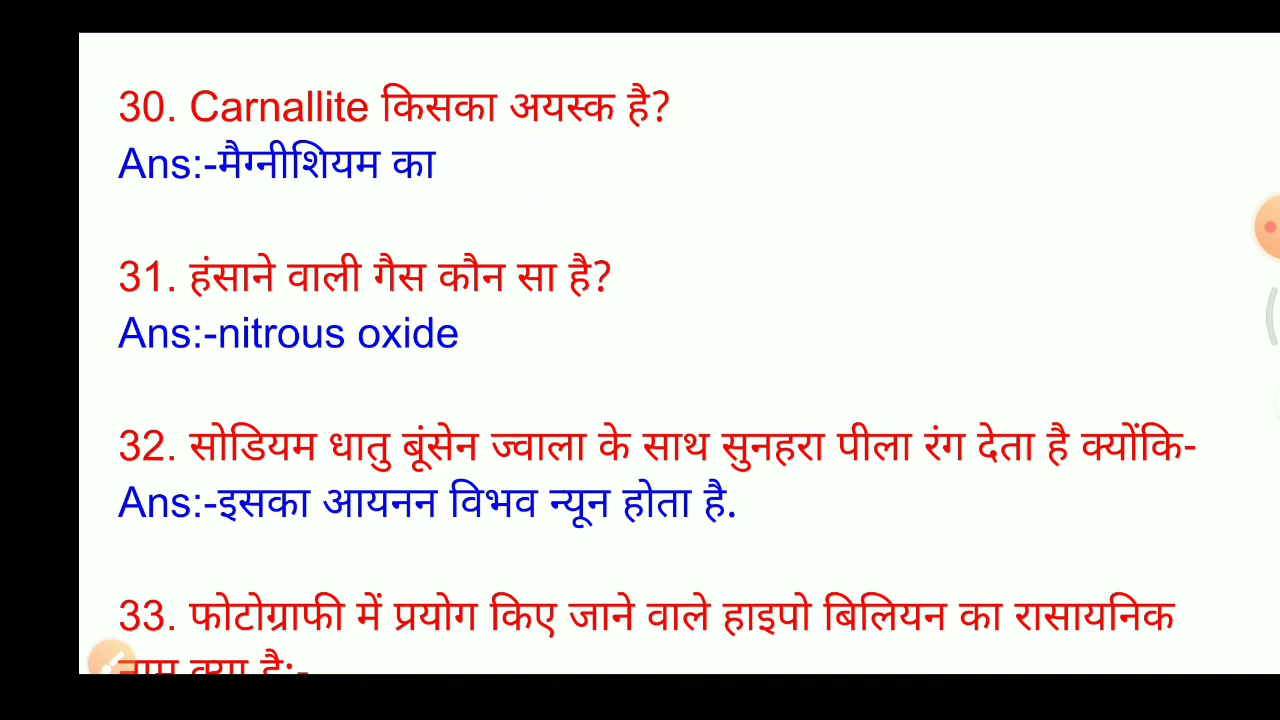 30. Carnallite किसका अयस्क है?
Ans:-मैग्नीशियम का
31. हंसाने वाली गैस कौन सा है?
Ans:-nitrous oxide
32. सोडियम धातु बूंसेन ज्वाला के साथ सुनहरा पीला रंग देता है क्योंकि-
Ans:-इसका आयनन विभव न्यून होता है.
33. फोटोग्राफी में प्रयोग किए जाने वाले हाइपो बिलियन का रासायनिक
नाम क्या है:-